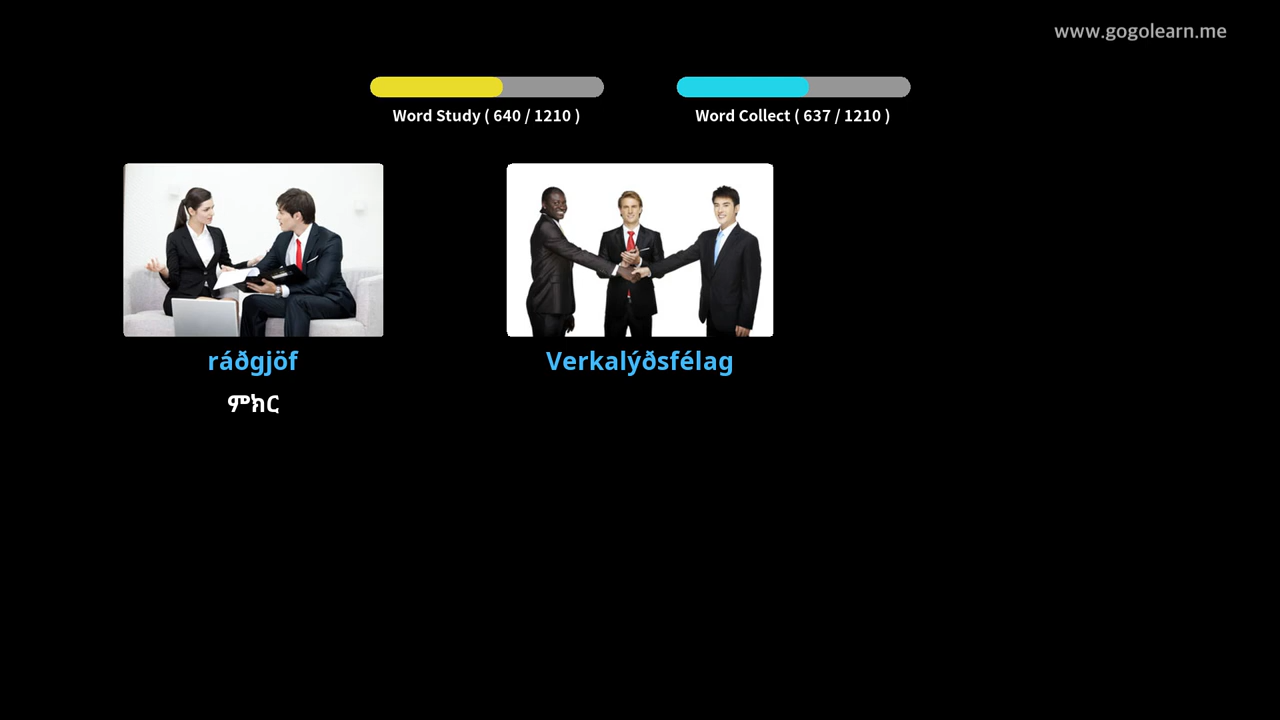 www.gogolearn.me
Word Study ( 640 / 1210 )
Word Collect ( 637 / 1210 )
ráðgjöf
Verkalýðsfélag
ምክር